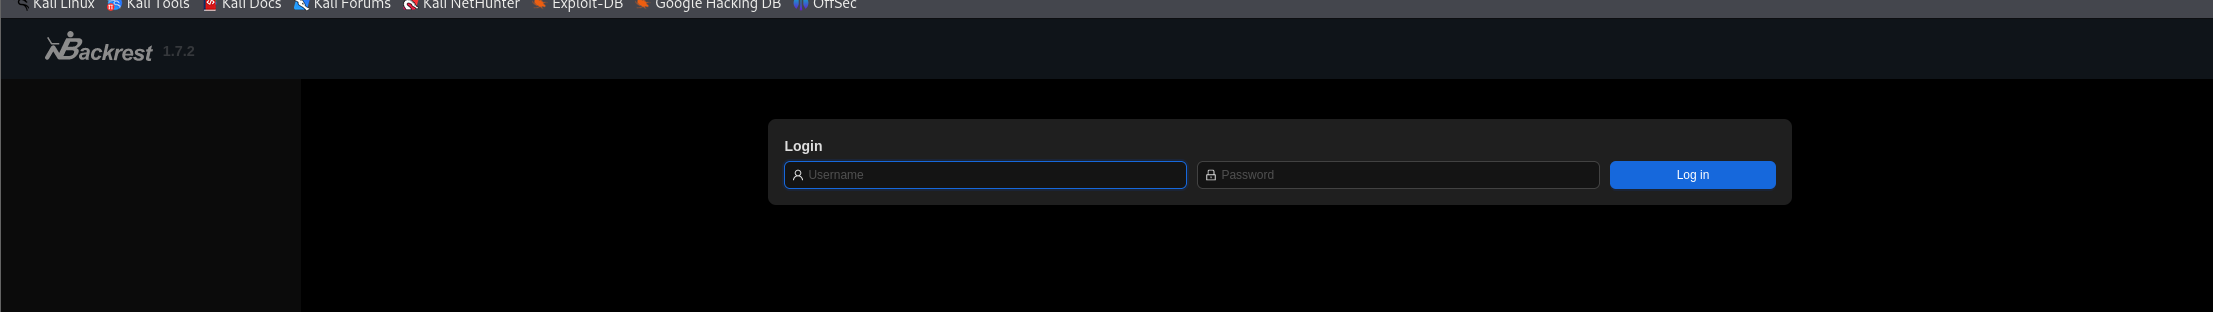 Kali Linux Kali Tools Kali Docs Kali Forums Kali NetHunter Exploit-DB Google Hacking DB OffSec
Backrest 1.7.2
Login
Username Password Log in